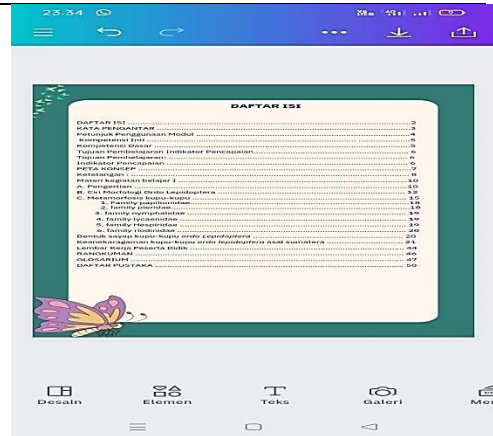 23.34
DAFTAR ISI
DAFTAR ISI ... 2
KATA PENGANTAR ... 3
Petunjuk Penggunaan Modul ... 4
Kompetensi Inti ... 5
Kompetensi Dasar ... 5
Tujuan Pembelajaran Indikator Pencapaian ... 6
Tujuan Pembelajaran: ... 6
Indikator Pencapaian ... 6
PETA KONSEP ... 7
Keterangan : ... 8
Materi kegiatan belajar I ... 10
A. Pengertian ... 10
B. Ciri Morfologi Ordo Lepidoptera ... 12
C. Metamorfosis kupu-kupu ... 15
1. Family papilionidae ... 18
2. family pieridae ... 18
3. family nymphalidae ... 19
4. family lycaenidae ... 19
5. family Hespiridae ... 19
6. family riodinidae ... 20
Bentuk sayap kupu-kupu ordo lepidoptera ... 20
Keanekaragaman kupu-kupu ordo lepidoptera asal sumatera ... 21
Lembar Kerja Peserta Didik ... 44
RANGKUMAN ... 46
GLOSARIUM ... 47
DAFTAR PUSTAKA ... 50
Desain Elemen Teks Galeri